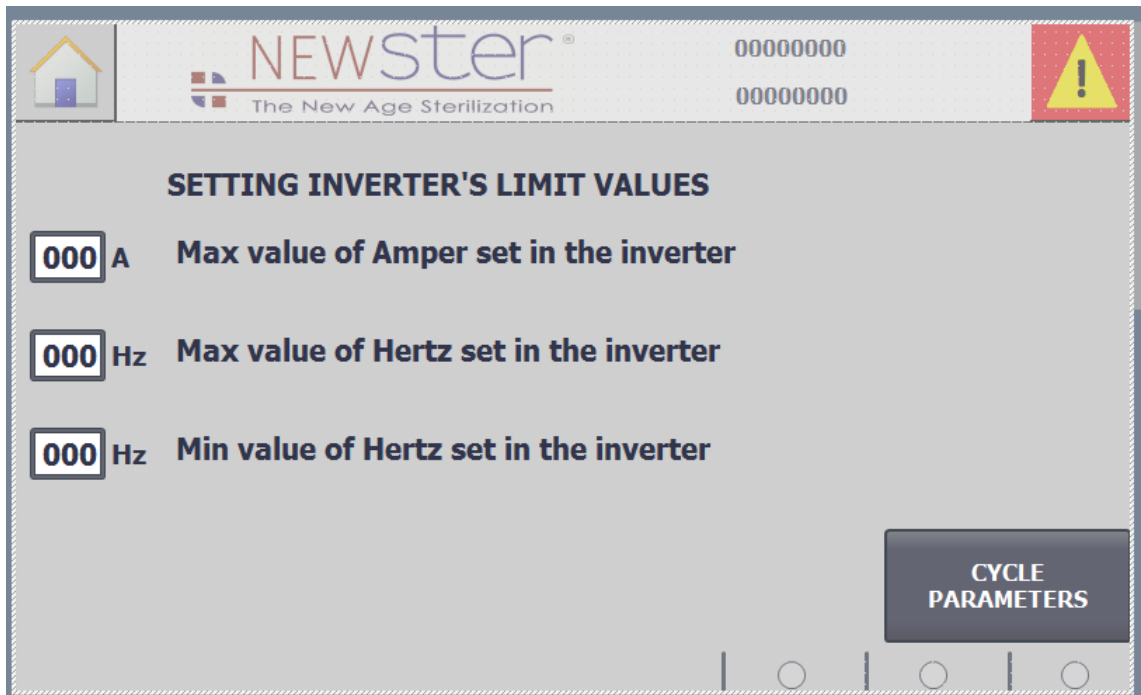 NEWSter®
The New Age Sterilization
00000000
00000000
SETTING INVERTER'S LIMIT VALUES
000 A Max value of Amper set in the inverter
000 Hz Max value of Hertz set in the inverter
000 Hz Min value of Hertz set in the inverter
CYCLE
PARAMETERS